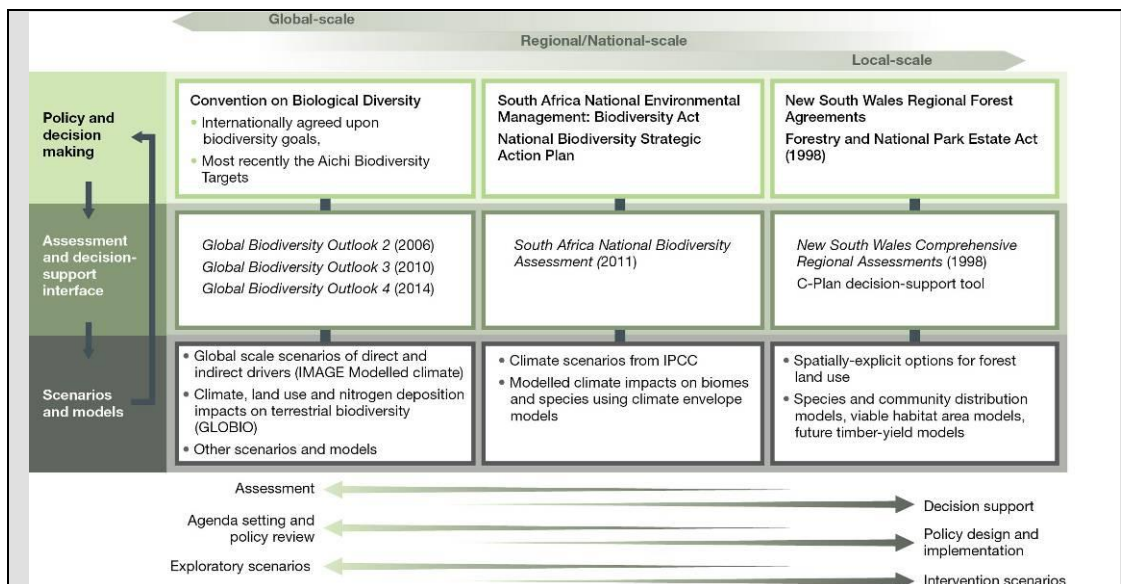 Global-scale
Regional/National-scale
Local-scale
Policy and
decision
making
Convention on Biological Diversity
• Internationally agreed upon
biodiversity goals,
• Most recently the Aichi Biodiversity
Targets
South Africa National Environmental
Management: Biodiversity Act
National Biodiversity Strategic
Action Plan
New South Wales Regional Forest
Agreements
Forestry and National Park Estate Act
(1998)
Assessment
and decision-
support
interface
Global Biodiversity Outlook 2 (2006)
Global Biodiversity Outlook 3 (2010)
Global Biodiversity Outlook 4 (2014)
South Africa National Biodiversity
Assessment (2011)
New South Wales Comprehensive
Regional Assessments (1998)
C-Plan decision-support tool
Scenarios
and models
• Global scale scenarios of direct and
indirect drivers (IMAGE Modelled climate)
• Climate, land use and nitrogen deposition
impacts on terrestrial biodiversity
(GLOBIO)
• Other scenarios and models
• Climate scenarios from IPCC
• Modelled climate impacts on biomes
and species using climate envelope
models
• Spatially-explicit options for forest
land use
• Species and community distribution
models, viable habitat area models,
future timber-yield models
Assessment
Decision support
Agenda setting and
policy review
Policy design and
implementation
Exploratory scenarios
Intervention scenarios